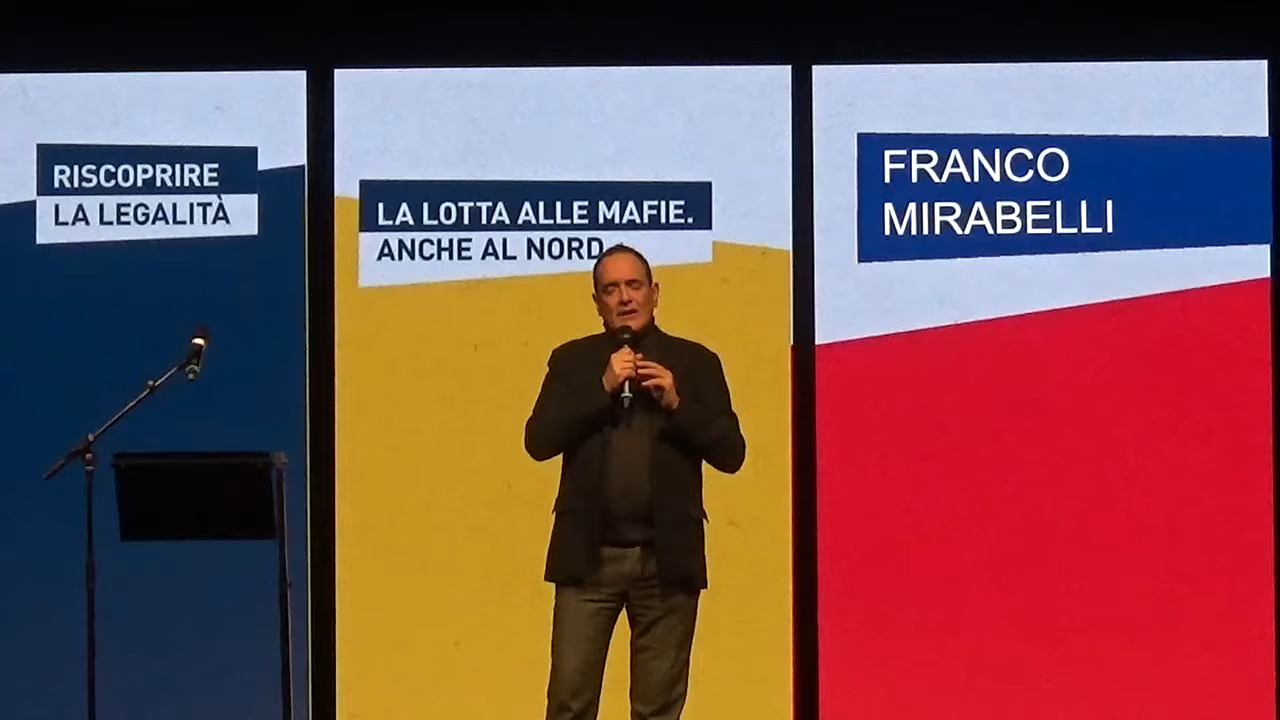 RISCOPRIRE
LA LEGALITÀ
LA LOTTA ALLE MAFIE.
ANCHE AL NORD
FRANCO
MIRABELLI